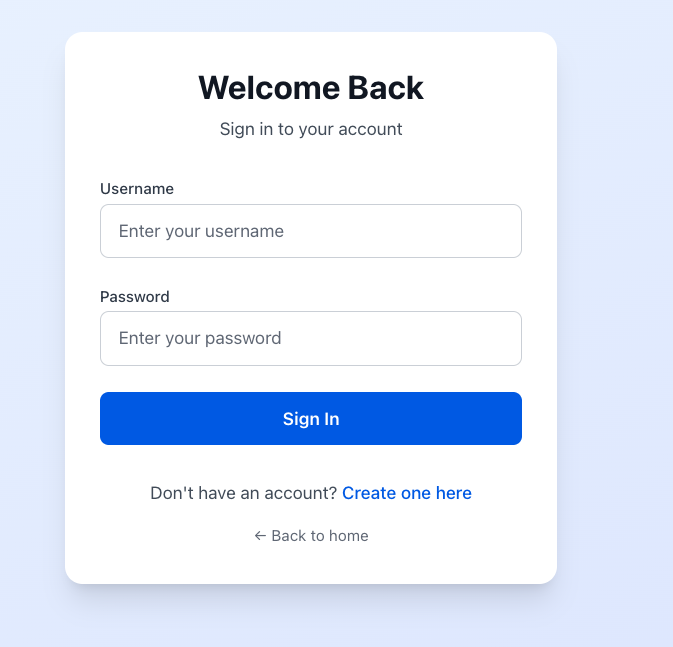 Welcome Back
Sign in to your account
Username
Enter your username
Password
Enter your password
Sign In
Don't have an account? Create one here
← Back to home